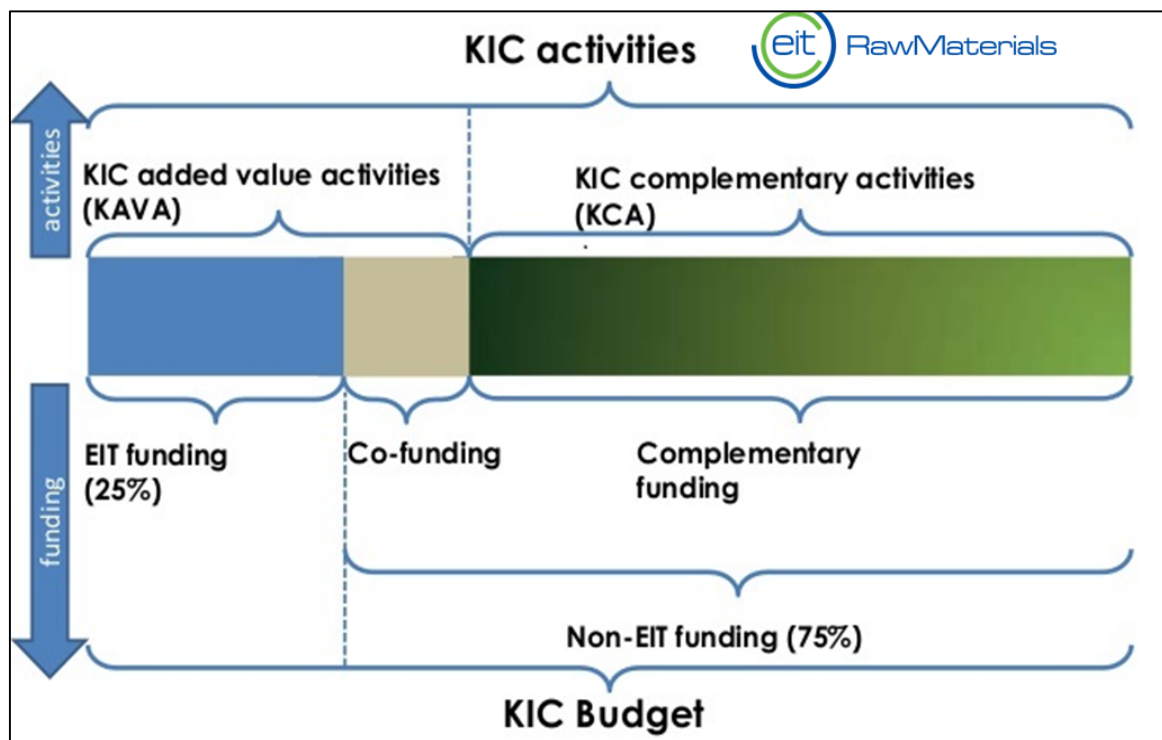 KIC activities
eit RawMaterials
activities
KIC added value activities
(KAVA)
KIC complementary activities
(KCA)
EIT funding
(25%)
Co-funding
Complementary
funding
funding
Non-EIT funding (75%)
KIC Budget